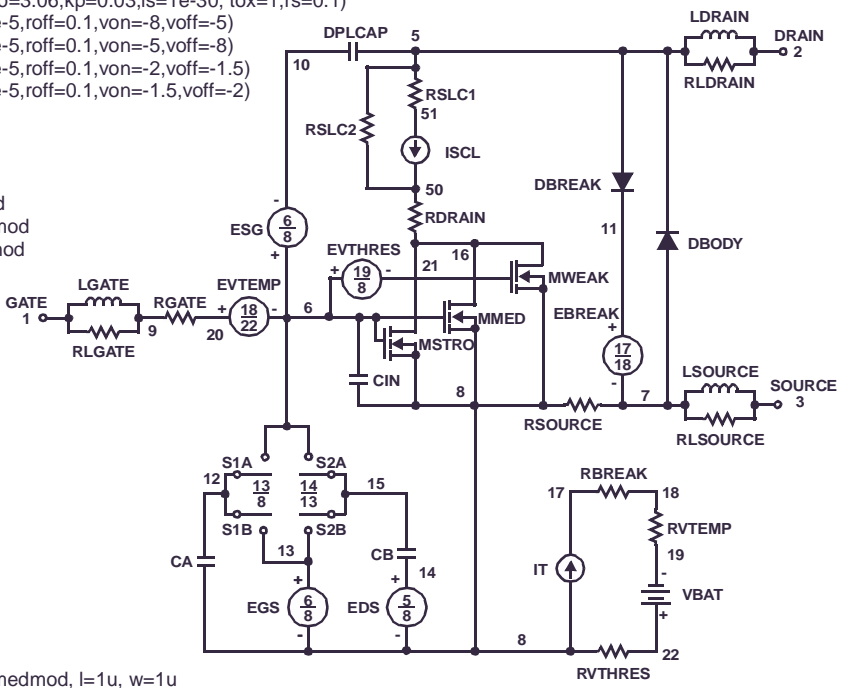 =3.06,kp=0.03,is=1e-30, tox=1,rs=0.1)
e-5,roff=0.1,von=-8,voff=-5)
e-5,roff=0.1,von=-5,voff=-8)
e-5,roff=0.1,von=-2,voff=-1.5)
e-5,roff=0.1,von=-1.5,voff=-2)
d
mod
nod
medmod, l=1u, w=1u
LDRAIN
DPLCAP 5
DRAIN
2
10
RLDRAIN
RSLC1
51
RSLC2
ISCL
50
DBREAK
RDRAIN
ESG 6
8
-
+
11
DBODY
EVTHRES
16
+ 19 - 21
8
MWEAK
LGATE
EVTEMP
GATE
1
RGATE
+ 18 - 6
22
9
20
RLGATE
MMED
EBREAK
+
17
18
-
MSTRO
CIN
LSOURCE
8
7
SOURCE
3
RSOURCE
RLSOURCE
S1A S2A
12
13
8
14
13
15
S1B S2B
13
CA
CB
+
+ 14
EGS 6
8
EDS 5
8
-
-
RBREAK
17 18
RVTEMP
19
IT
-
VBAT
+
8
22
RVTHRES